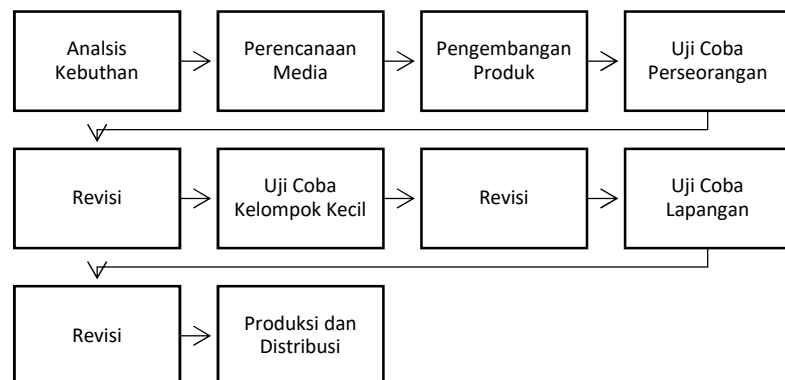 Analsis
Kebuthan
Perencanaan
Media
Pengembangan
Produk
Uji Coba
Perseorangan
Revisi
Uji Coba
Kelompok Kecil
Revisi
Uji Coba
Lapangan
Revisi
Produksi dan
Distribusi